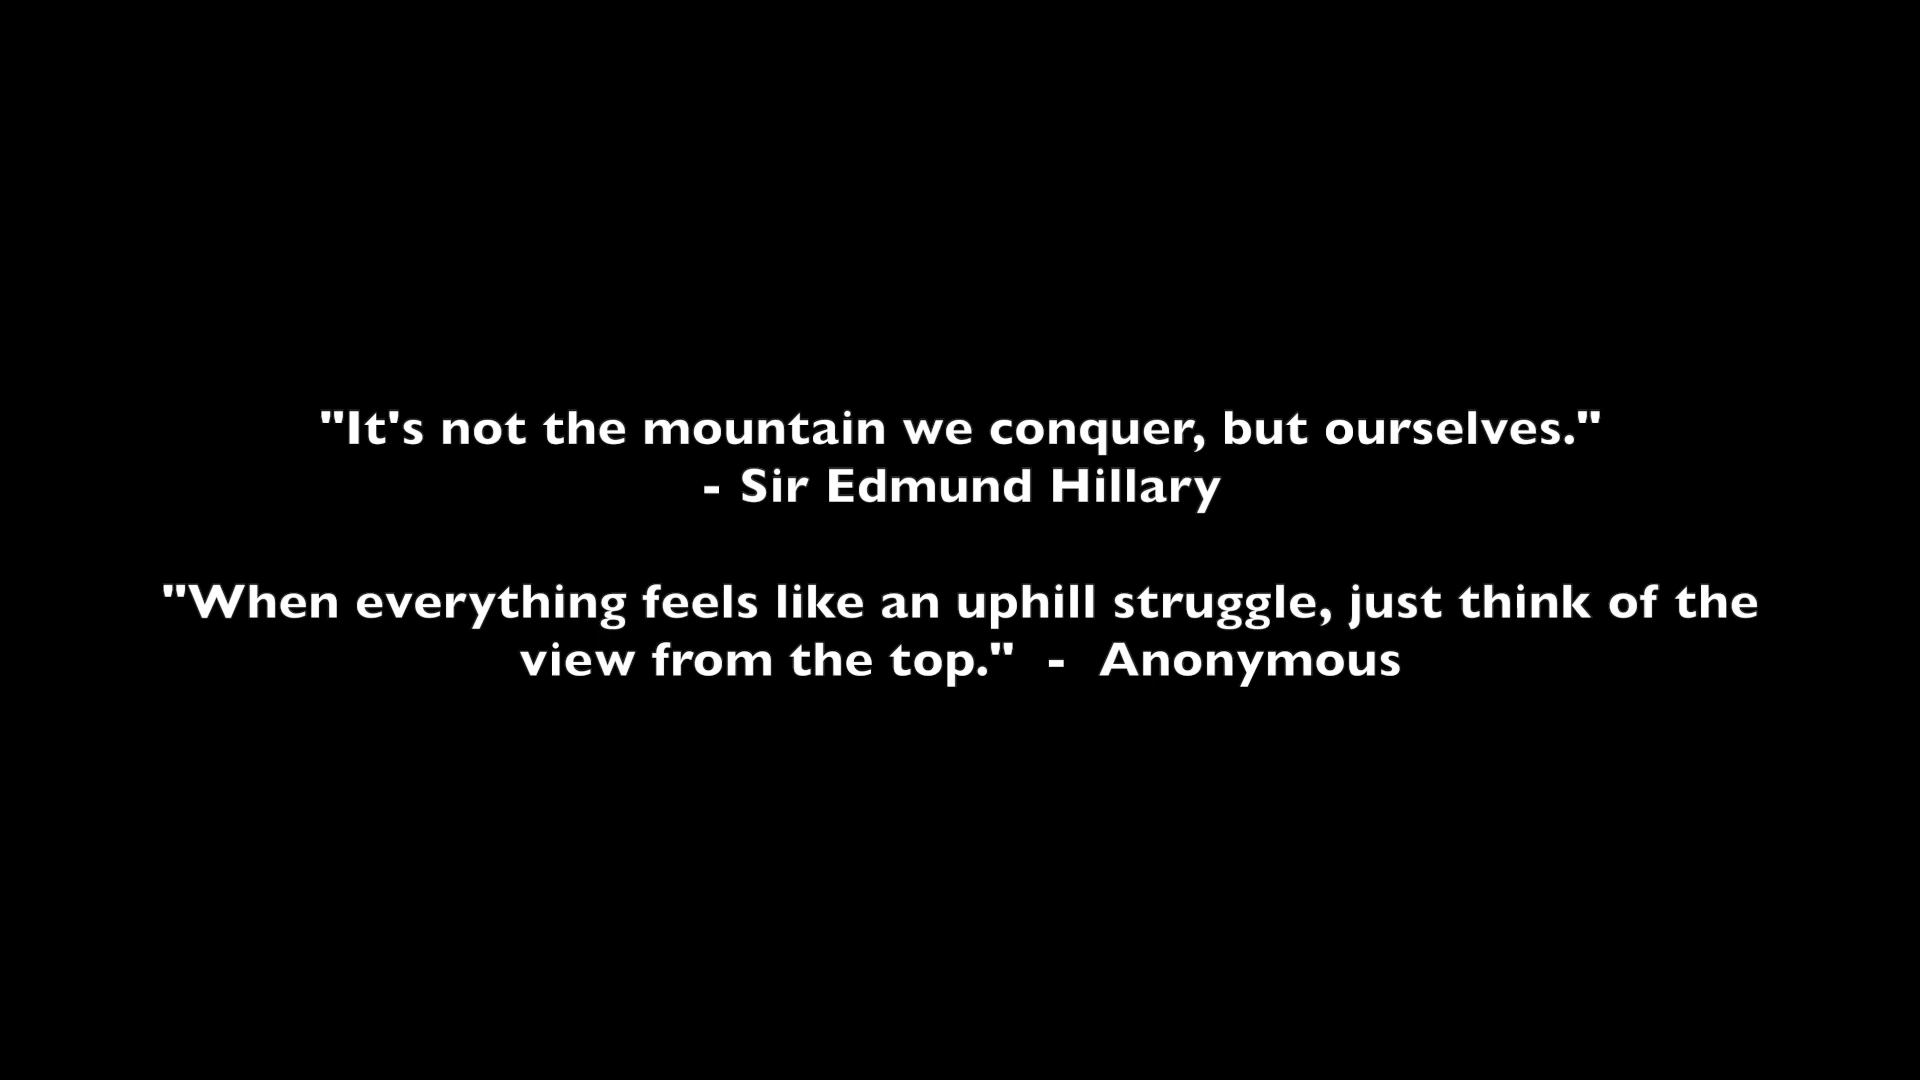 "It's not the mountain we conquer, but ourselves."
- Sir Edmund Hillary
"When everything feels like an uphill struggle, just think of the
view from the top."  -  Anonymous